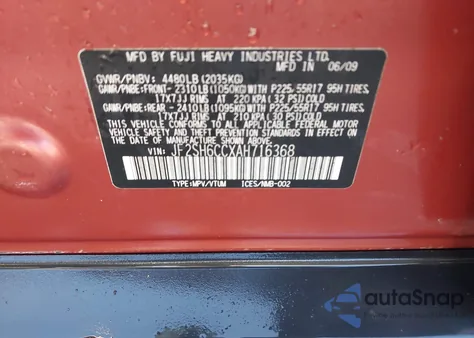 MFD BY FUJI HEAVY INDUSTRIES LTD. 06/09
GVWR/PNBV: 4480LB (2035KG)
GAWR/PNBE: FRONT- 2310LB (1050KG) WITH P225/55R17 95H TIRES,
17X7JJ RIMS AT 220 KPA (32 PSI) COLD
GAWR/PNBE: REAR - 2410LB (1095KG) WITH P225/55R17 95H TIRES,
17X7JJ RIMS AT 210 KPA (30 PSI) COLD
THIS VEHICLE CONFORMS TO ALL APPLICABLE FEDERAL MOTOR VEHICLE
SAFETY AND THEFT PREVENTION STANDARDS IN EFFECT ON THE DATE OF
MANUFACTURE SHOWN ABOVE.
VIN: JF2SH6CCXAH716368
TYPE:MPV/VTUM ICES/NMB-002
autoSnap